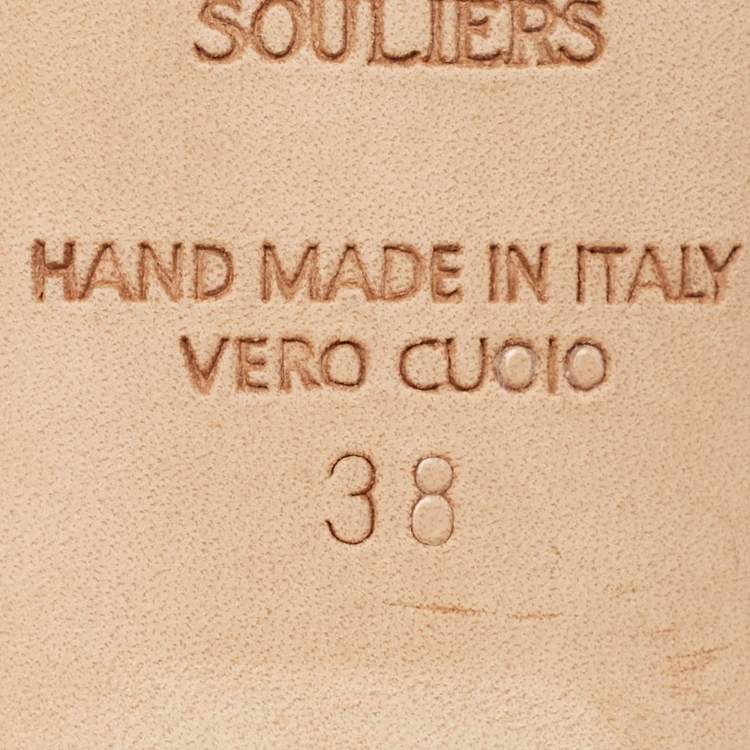 SOULIERS
HAND MADE IN ITALY
VERO CUOIO
38